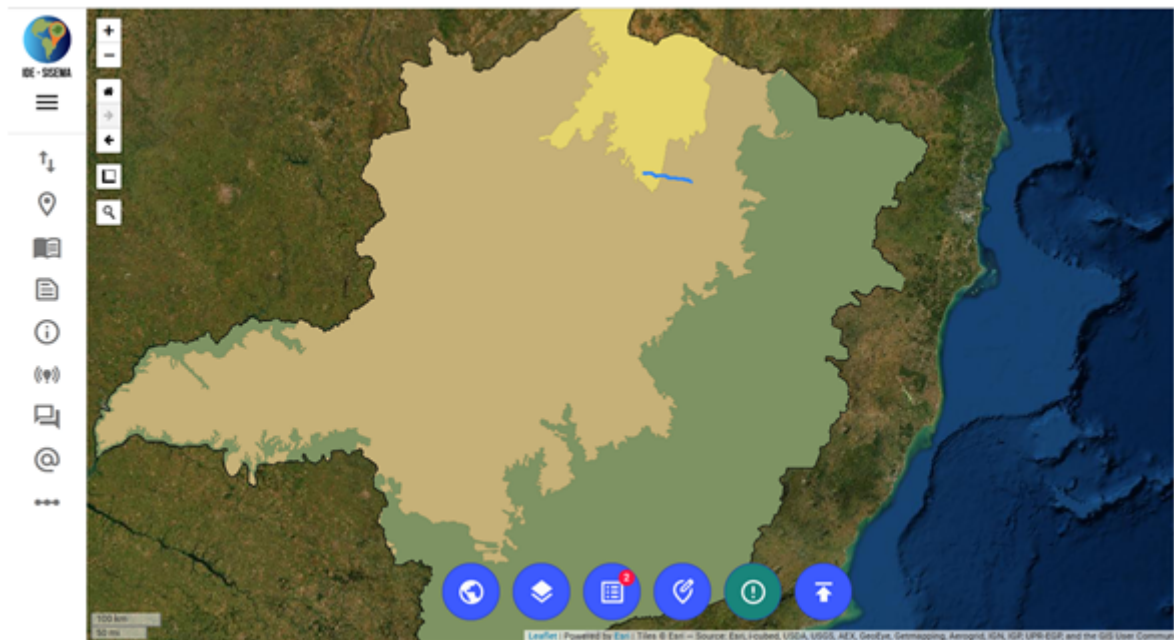 IDE - SISEMA
+
−
2
100 km
50 mi
Leaflet | Powered by Esri | Tiles © Esri — Source: Esri, i-cubed, USDA, USGS, AEX, GeoEye, Getmapping, Aerogrid, IGN, IGP, UPR-EGP, and the GIS User Comm